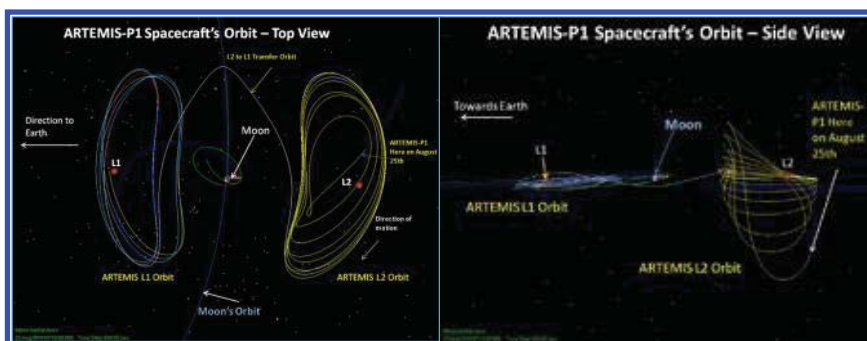 ARTEMIS-P1 Spacecraft's Orbit – Top View
L2 to L1 Transfer Orbit
Direction to
Earth
Moon
L1
ARTEMIS-P1
Here on August
25th
L2
Direction of
motion
ARTEMIS L1 Orbit
ARTEMIS L2 Orbit
Moon's Orbit
ARTEMIS-P1 Spacecraft's Orbit – Side View
Towards Earth
ARTEMIS-
P1 Here
on August
25th
L1
Moon
L2
ARTEMIS L1 Orbit
ARTEMIS L2 Orbit